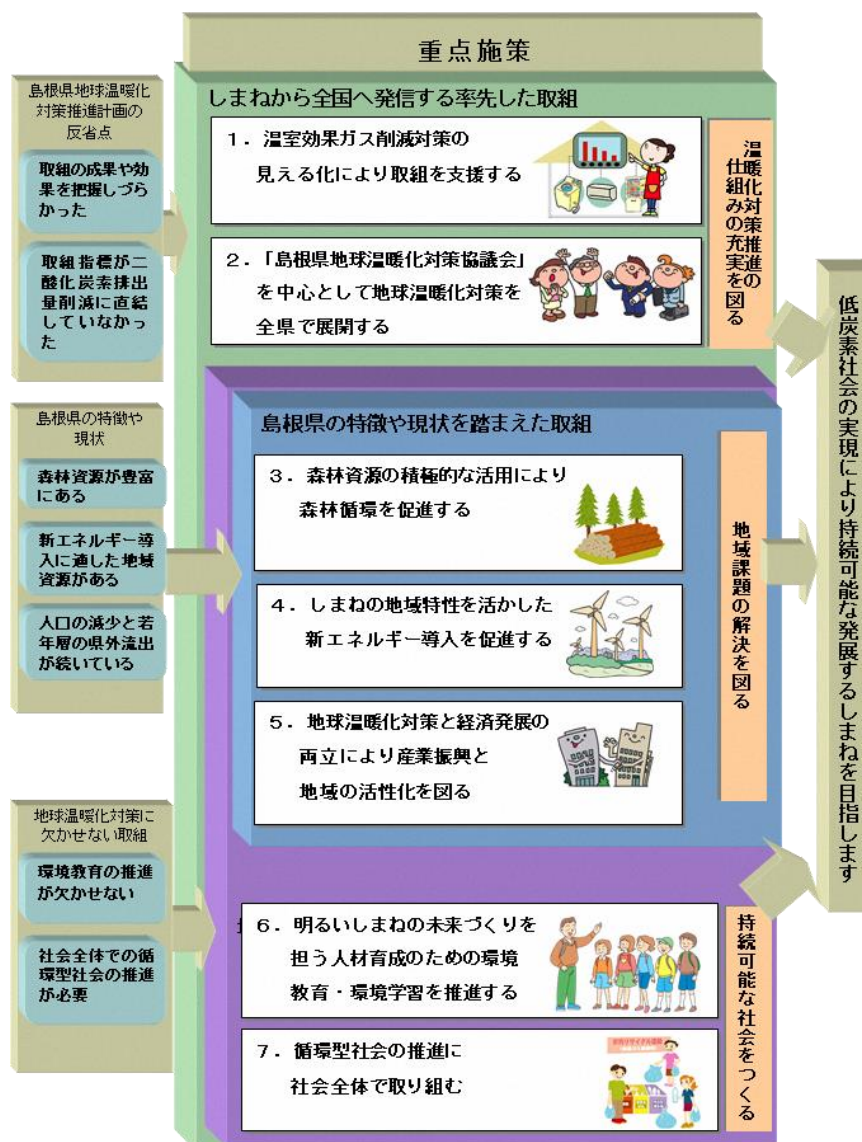 重点施策
島根県地球温暖化
対策推進計画の
反省点
取組の成果や効
果を把握しづら
かった
取組指標が二
酸化炭素排出
量削減に直結
していなかっ
た
しまねから全国へ発信する率先した取組
1．温室効果ガス削減対策の
見える化により取組を支援する
2．「島根県地球温暖化対策協議会」
を中心として地球温暖化対策を
全県で展開する
温暖化対策推進の
仕組みの充実を図る
島根県の特徴や
現状
森林資源が豊富
にある
新エネルギー導
入に適した地域
資源がある
人口の減少と若
年層の県外流出
が続いている
島根県の特徴や現状を踏まえた取組
3．森林資源の積極的な活用により
森林循環を促進する
4．しまねの地域特性を活かした
新エネルギー導入を促進する
5．地球温暖化対策と経済発展の
両立により産業振興と
地域の活性化を図る
地域課題の解決を図る
地球温暖化対策に
欠かせない取組
環境教育の推進
が欠かせない
社会全体での循
環型社会の推進
が必要
6．明るいしまねの未来づくりを
担う人材育成のための環境
教育・環境学習を推進する
7．循環型社会の推進に
社会全体で取り組む
持続可能な社会をつくる
低炭素社会の実現により持続可能な発展するしまねを目指します